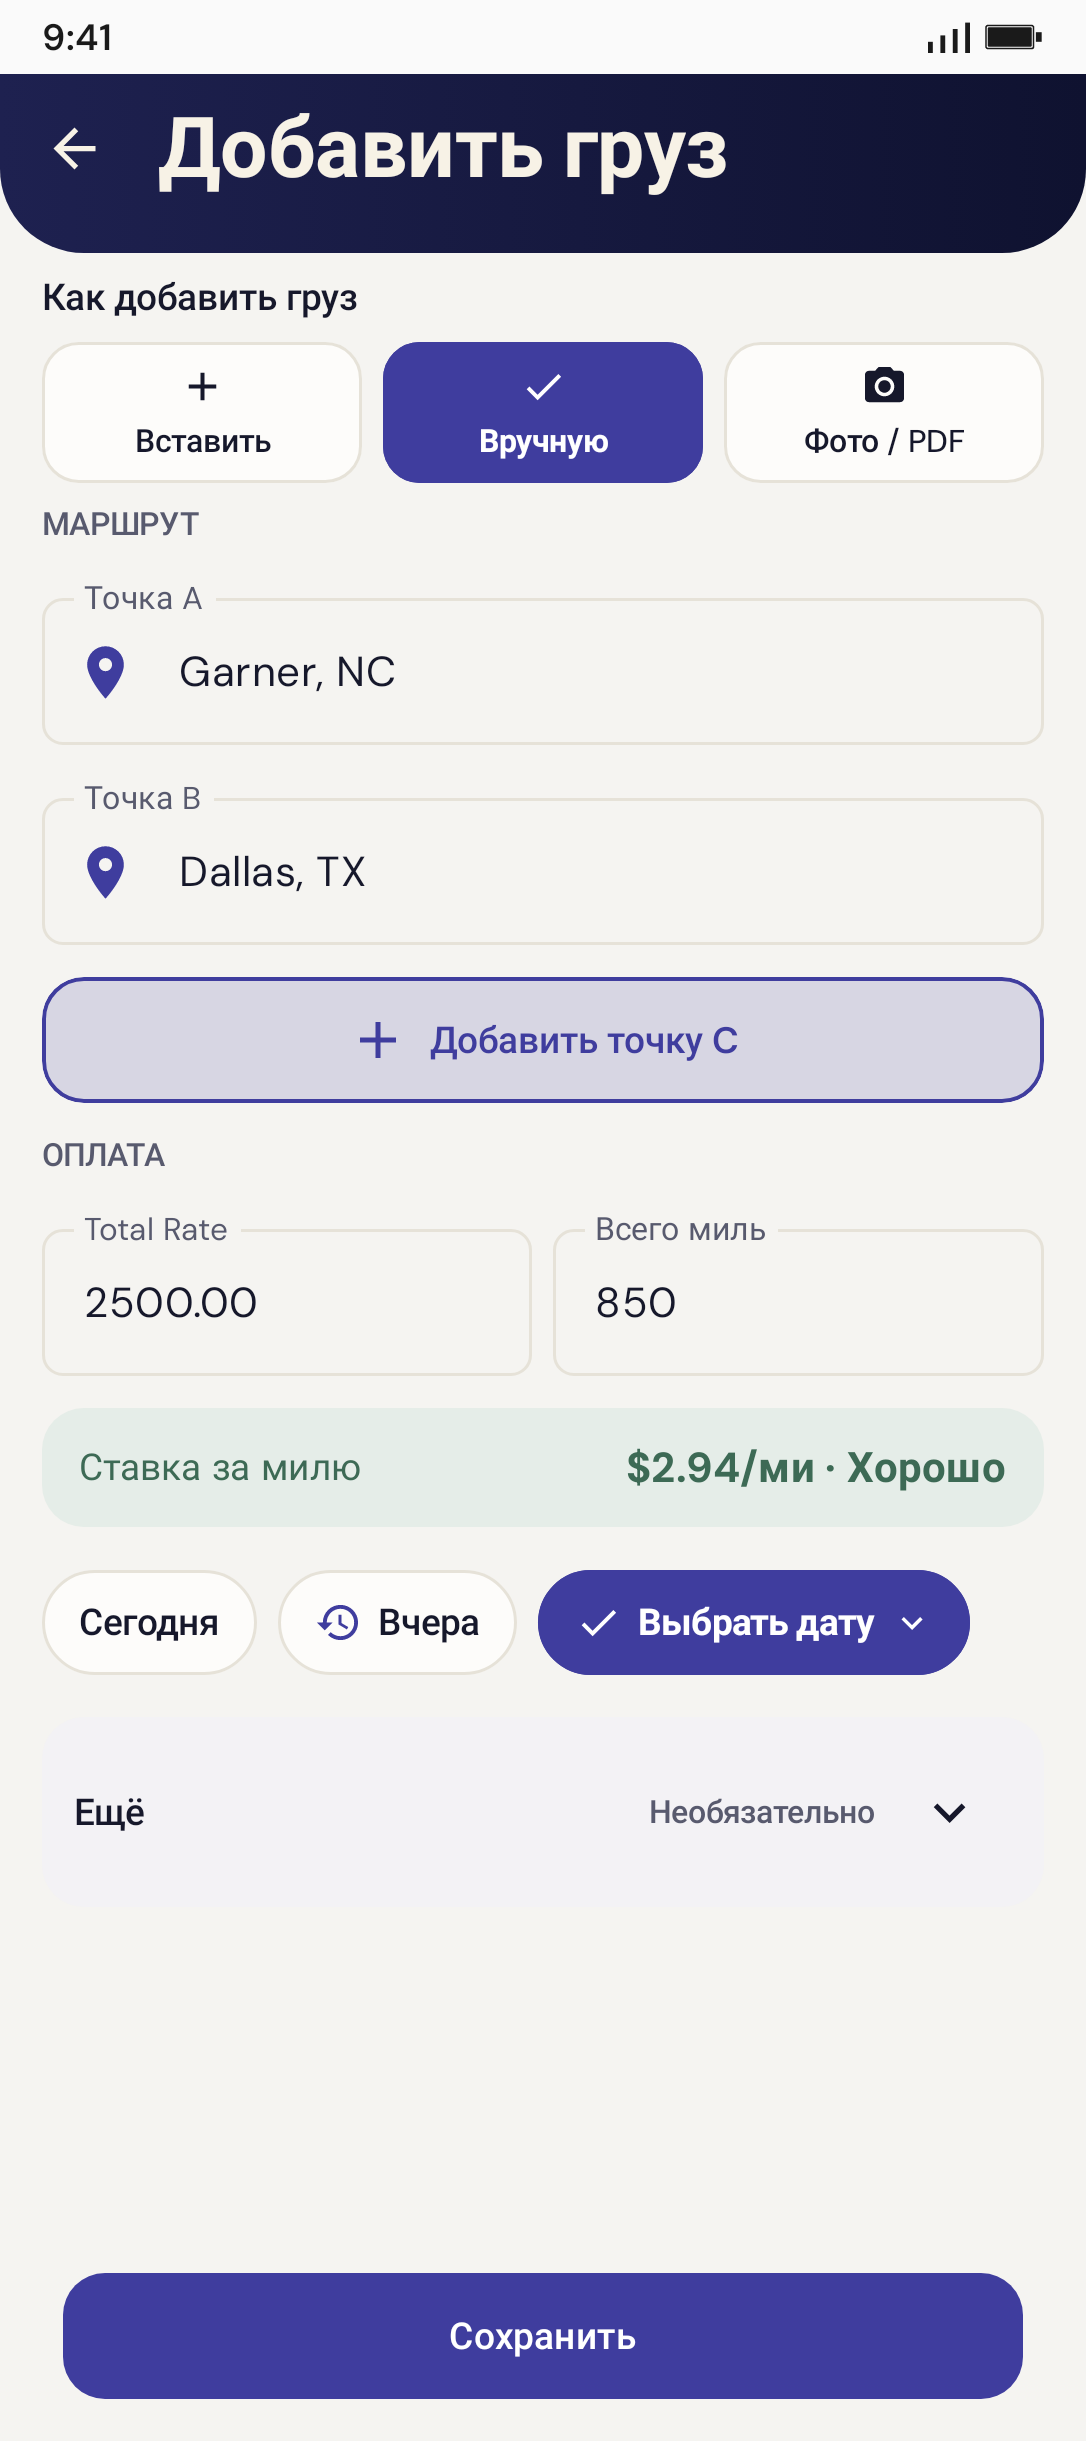 9:41
Добавить груз
Как добавить груз
Вставить
Вручную
Фото / PDF
МАРШРУТ
Точка A
Garner, NC
Точка B
Dallas, TX
Добавить точку C
ОПЛАТА
Total Rate
Всего миль
2500.00
850
Ставка за милю
$2.94/ми · Хорошо
Сегодня
Вчера
Выбрать дату
Ещё
Необязательно
Сохранить